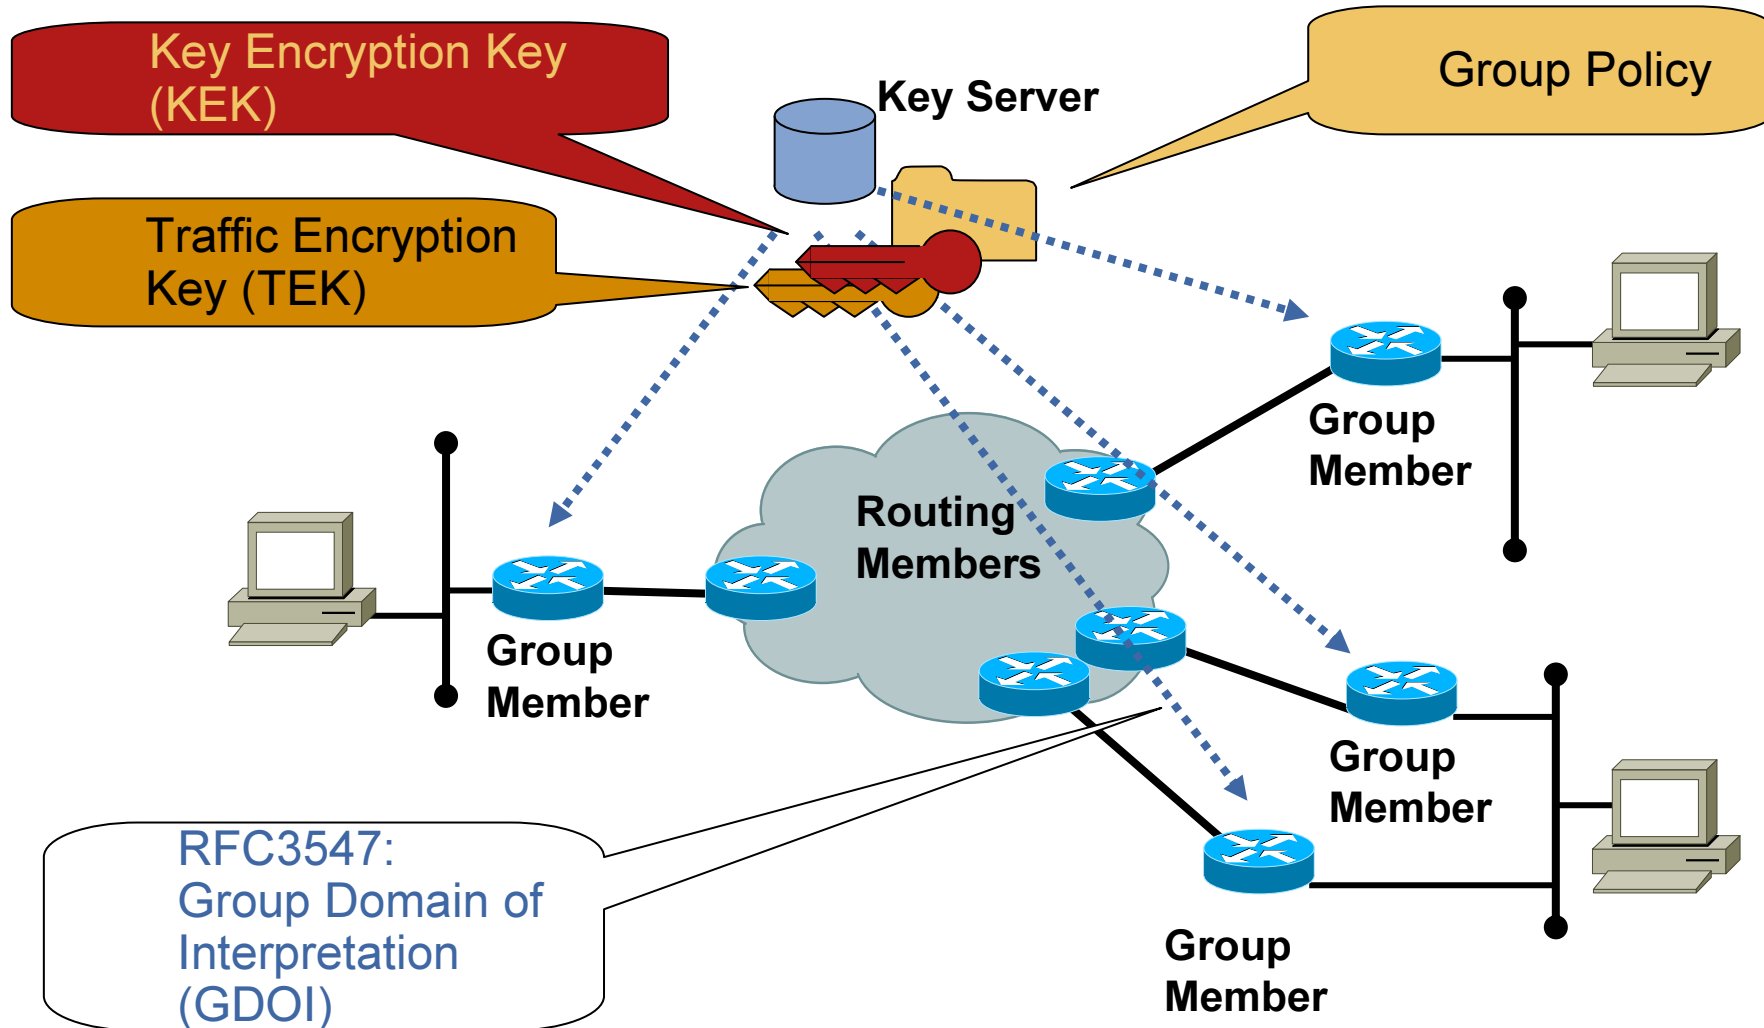 Key Encryption Key
(KEK)
Key Server
Group Policy
Traffic Encryption
Key (TEK)
Group
Member
Routing
Members
Group
Member
Group
Member
RFC3547:
Group Domain of
Interpretation
(GDOI)
Group
Member